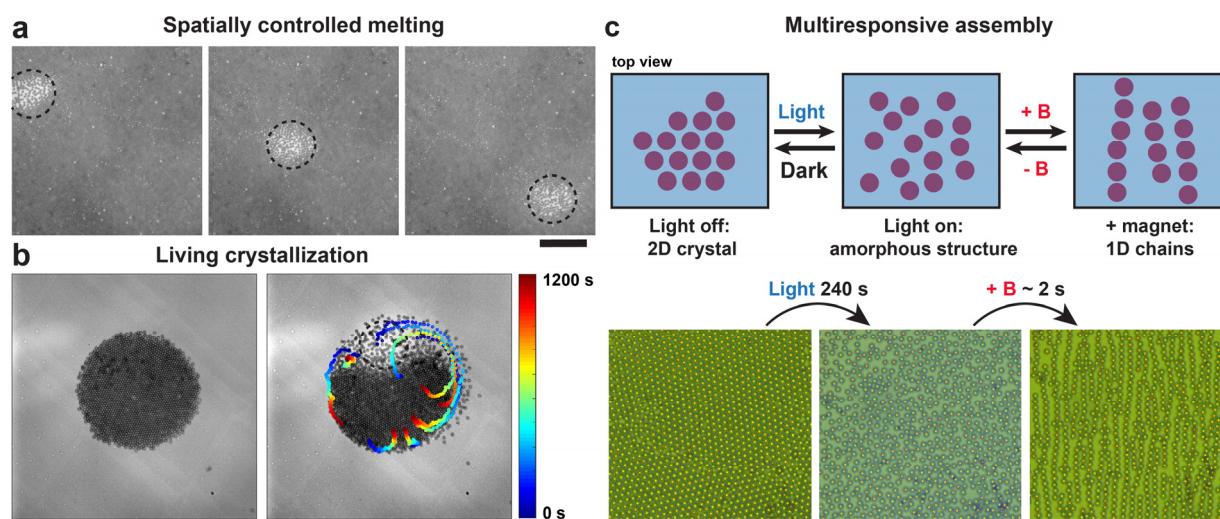 a
Spatially controlled melting
b
Living crystallization
1200 s
0 s
c
Multiresponsive assembly
top view
Light
Dark
+ B
- B
Light off:
2D crystal
Light on:
amorphous structure
+ magnet:
1D chains
Light 240 s
+ B ~ 2 s